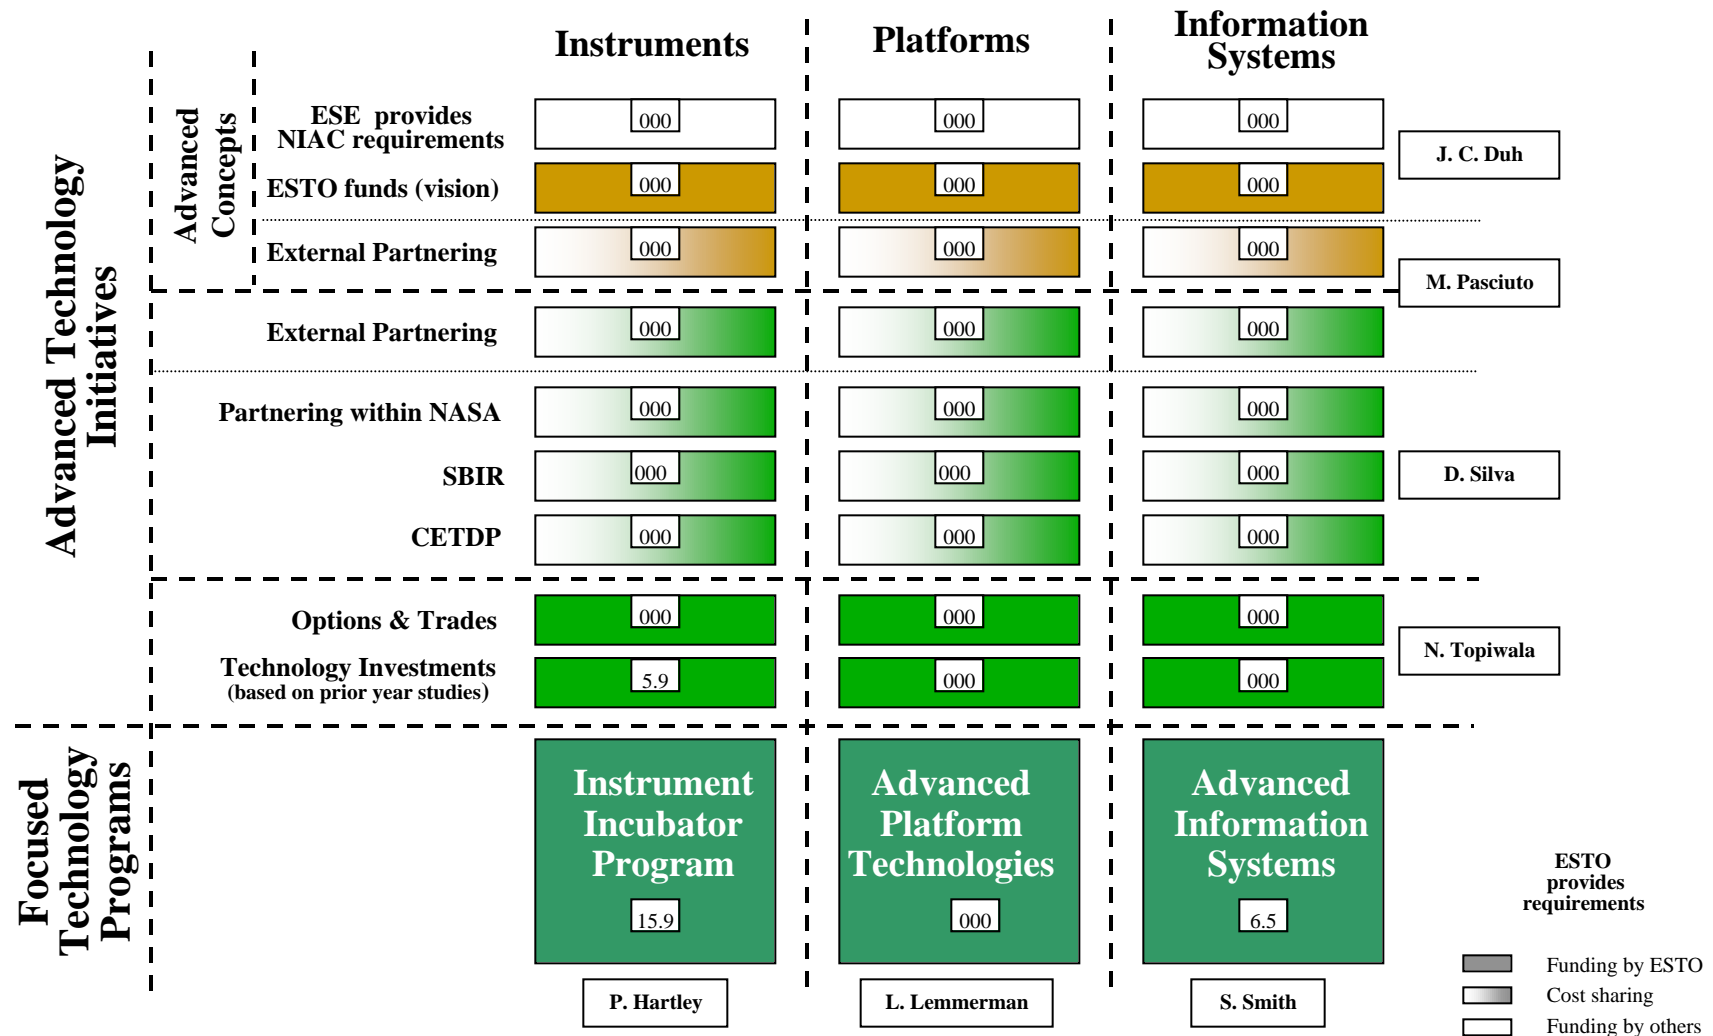 Instruments
Platforms
Information
Systems
Advanced Technology
Initiatives
Advanced
Concepts
ESE provides
NIAC requirements
000
000
000
J. C. Duh
ESTO funds (vision)
000
000
000
External Partnering
000
000
000
M. Pasciuto
External Partnering
000
000
000
Partnering within NASA
000
000
000
SBIR
000
000
000
D. Silva
CETDP
000
000
000
Options & Trades
000
000
000
N. Topiwala
Technology Investments
(based on prior year studies)
5.9
000
000
Focused
Technology
Programs
Instrument
Incubator
Program
15.9
Advanced
Platform
Technologies
000
Advanced
Information
Systems
6.5
P. Hartley
L. Lemmerman
S. Smith
ESTO
provides
requirements
Funding by ESTO
Cost sharing
Funding by others